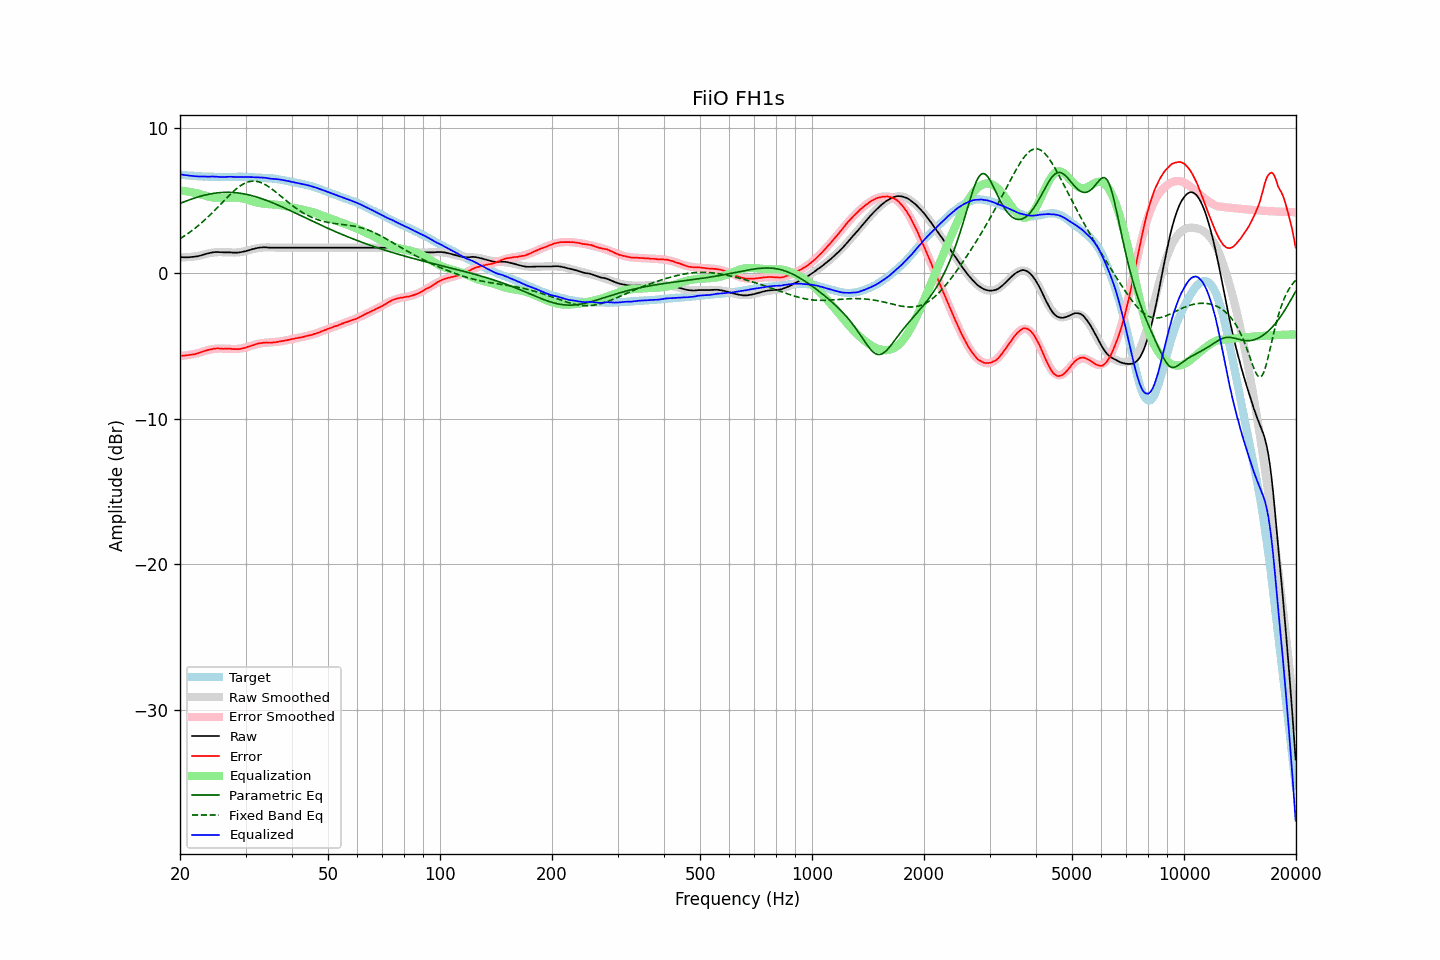 FiiO FH1s
Amplitude (dBr)
10
0
−10
−20
−30
Target
Raw Smoothed
Error Smoothed
Raw
Error
Equalization
Parametric Eq
Fixed Band Eq
Equalized
20 50 100 200 500 1000 2000 5000 10000 20000
Frequency (Hz)